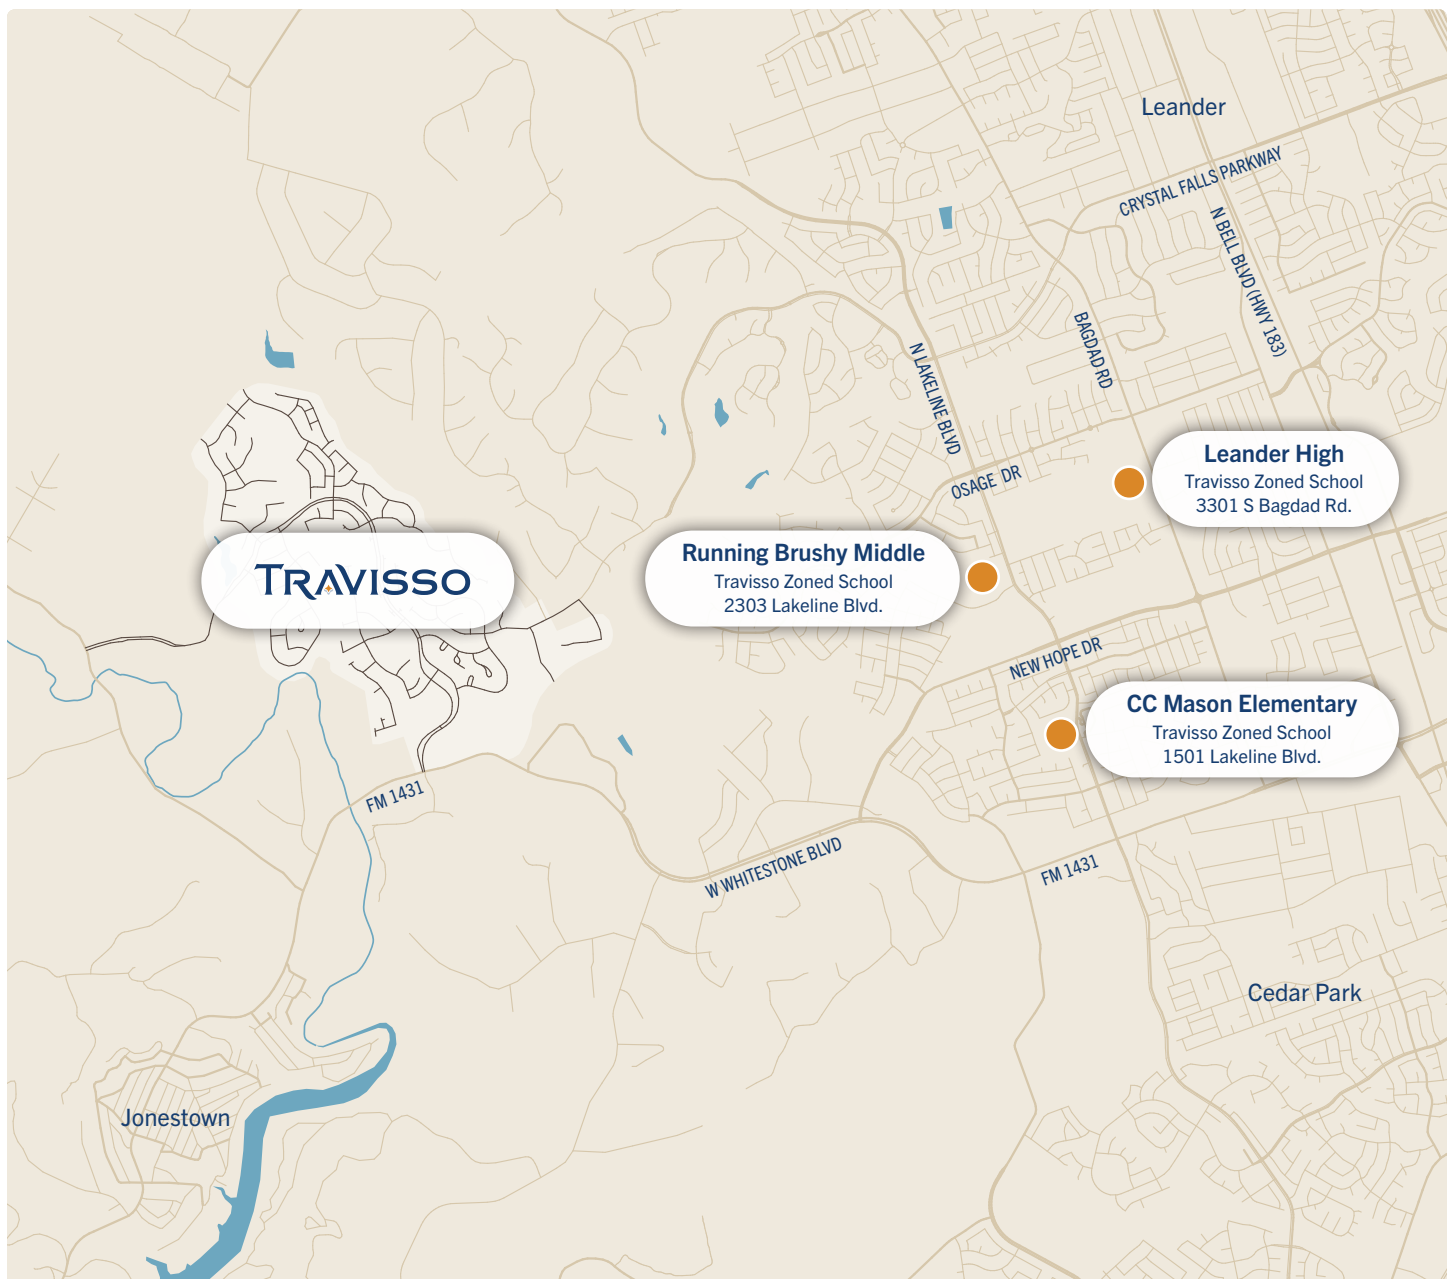 Leander
CRYSTAL FALLS PARKWAY
N BELL BLVD (HWY 183)
BAGDAD RD
N LAKELINE BLVD
OSAGE DR
Leander High
Travisso Zoned School
3301 S Bagdad Rd.
Running Brushy Middle
Travisso Zoned School
2303 Lakeline Blvd.
TRAVISSO
NEW HOPE DR
CC Mason Elementary
Travisso Zoned School
1501 Lakeline Blvd.
FM 1431
W WHITESTONE BLVD
FM 1431
Cedar Park
Jonestown